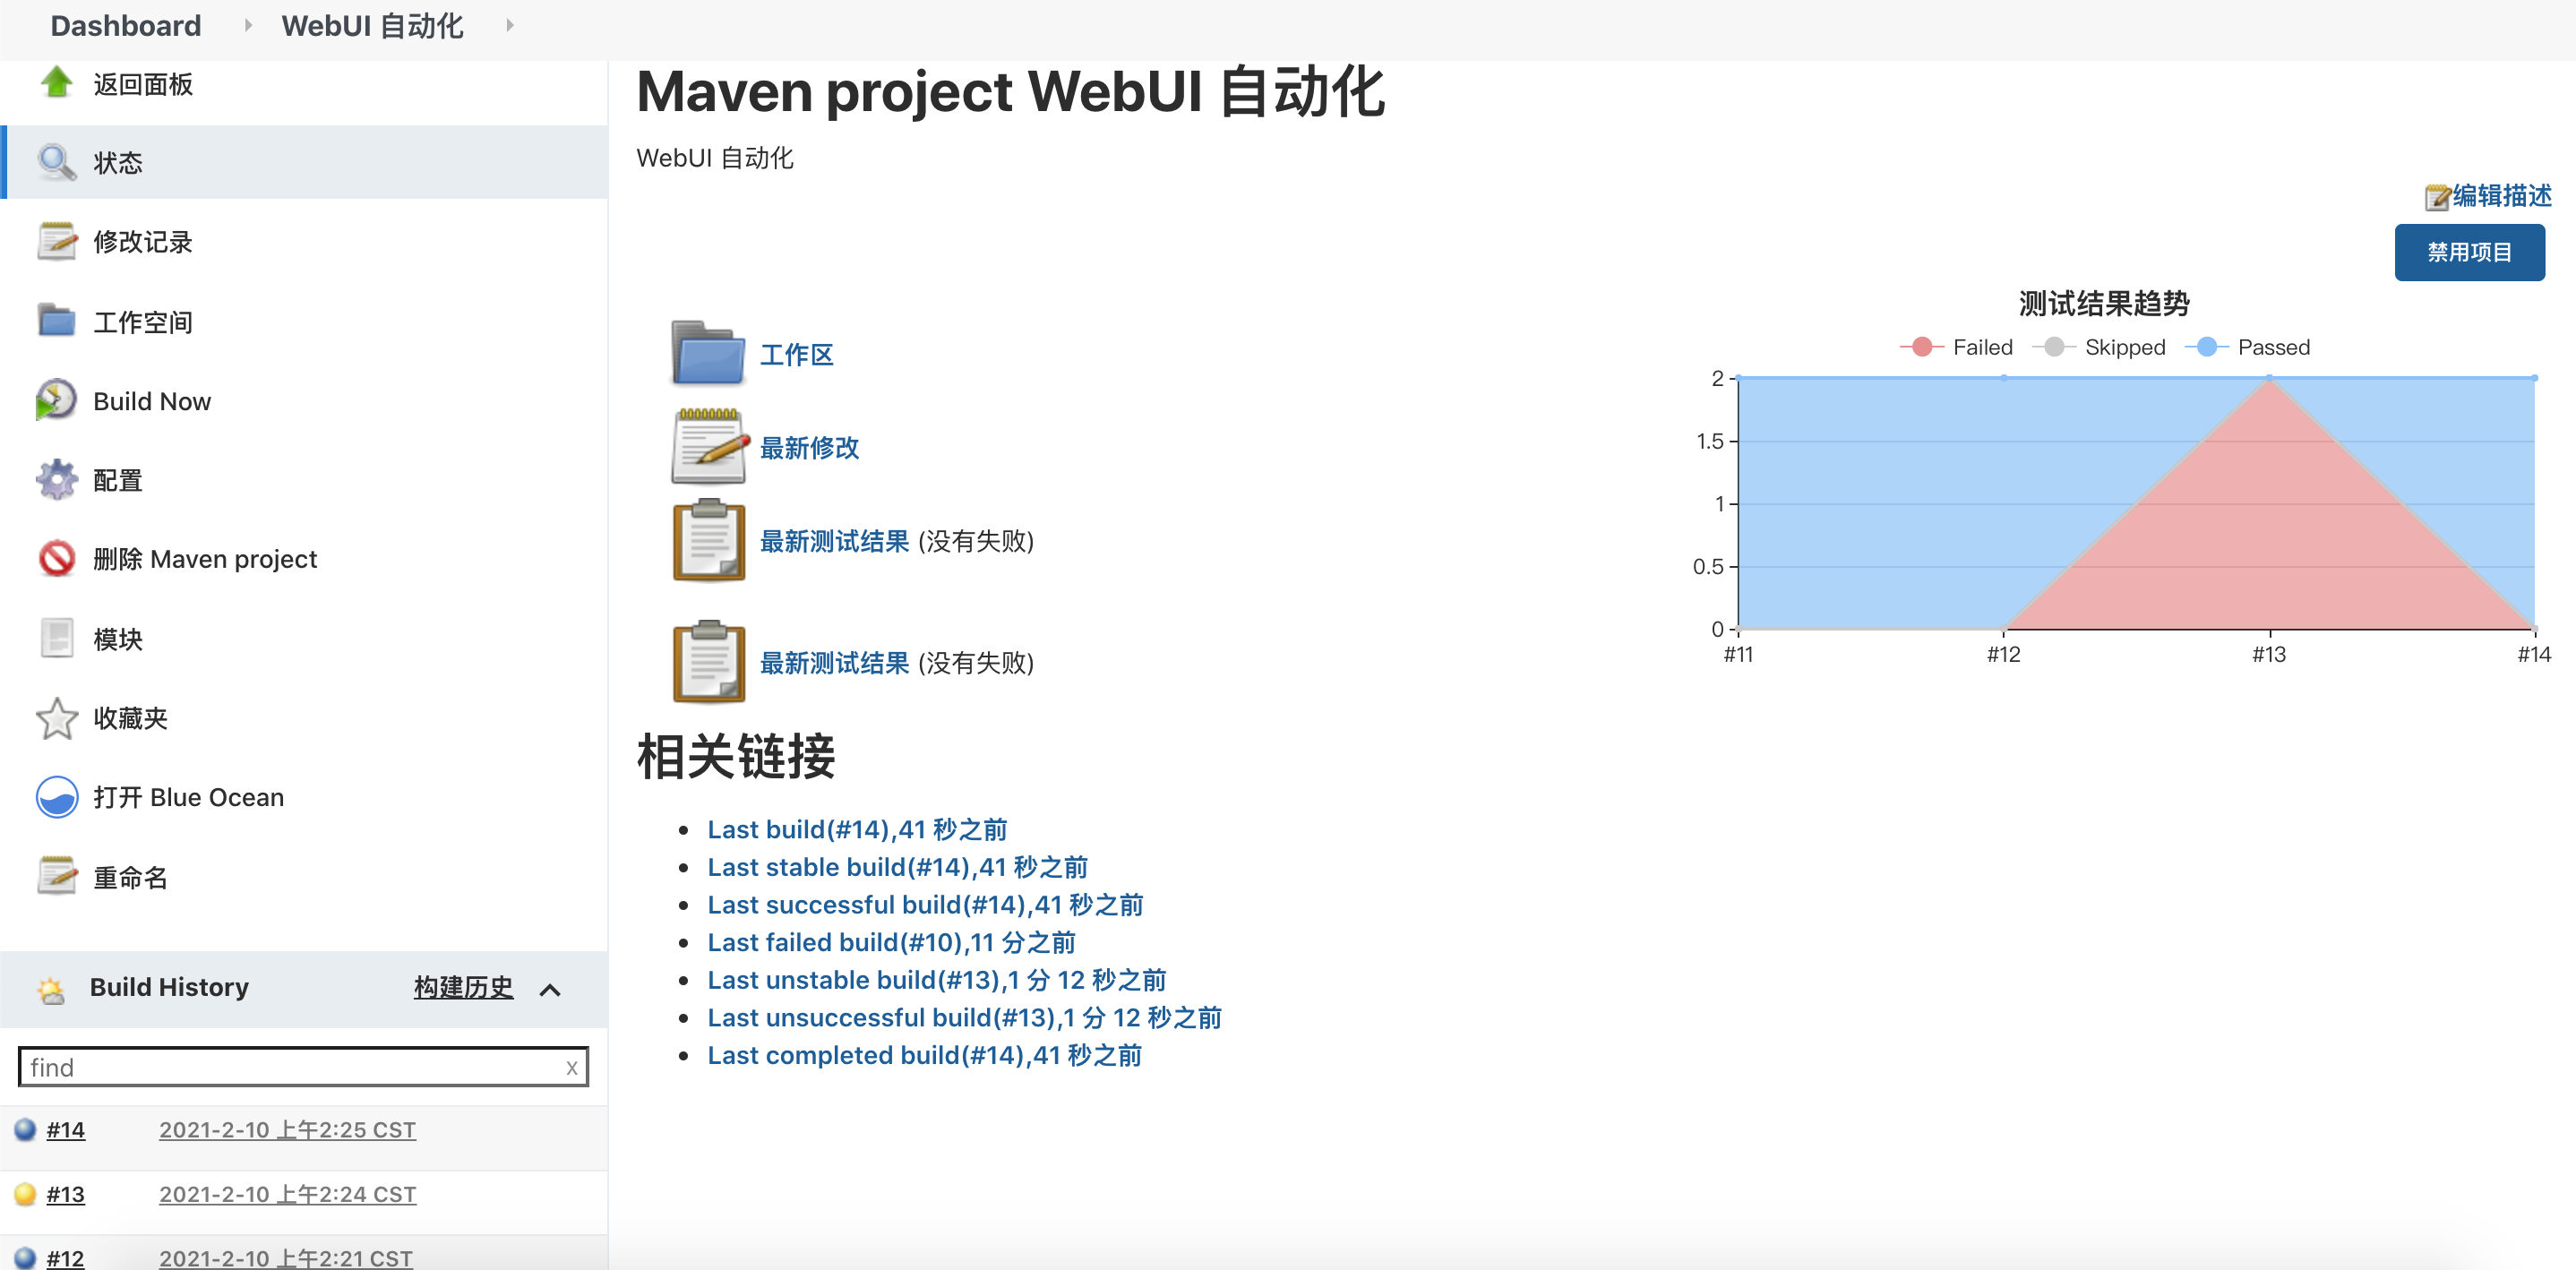 Dashboard WebUI 自动化
返回面板
状态
修改记录
工作空间
Build Now
配置
删除 Maven project
模块
收藏夹
打开 Blue Ocean
重命名
Build History 构建历史
find x
#14 2021-2-10 上午2:25 CST
#13 2021-2-10 上午2:24 CST
#12 2021-2-10 上午2:21 CST
Maven project WebUI 自动化
WebUI 自动化
编辑描述
禁用项目
工作区
最新修改
最新测试结果 (没有失败)
最新测试结果 (没有失败)
测试结果趋势
Failed Skipped Passed
2
1.5
1
0.5
0
#11 #12 #13 #14
相关链接
Last build(#14),41 秒之前
Last stable build(#14),41 秒之前
Last successful build(#14),41 秒之前
Last failed build(#10),11 分之前
Last unstable build(#13),1 分 12 秒之前
Last unsuccessful build(#13),1 分 12 秒之前
Last completed build(#14),41 秒之前